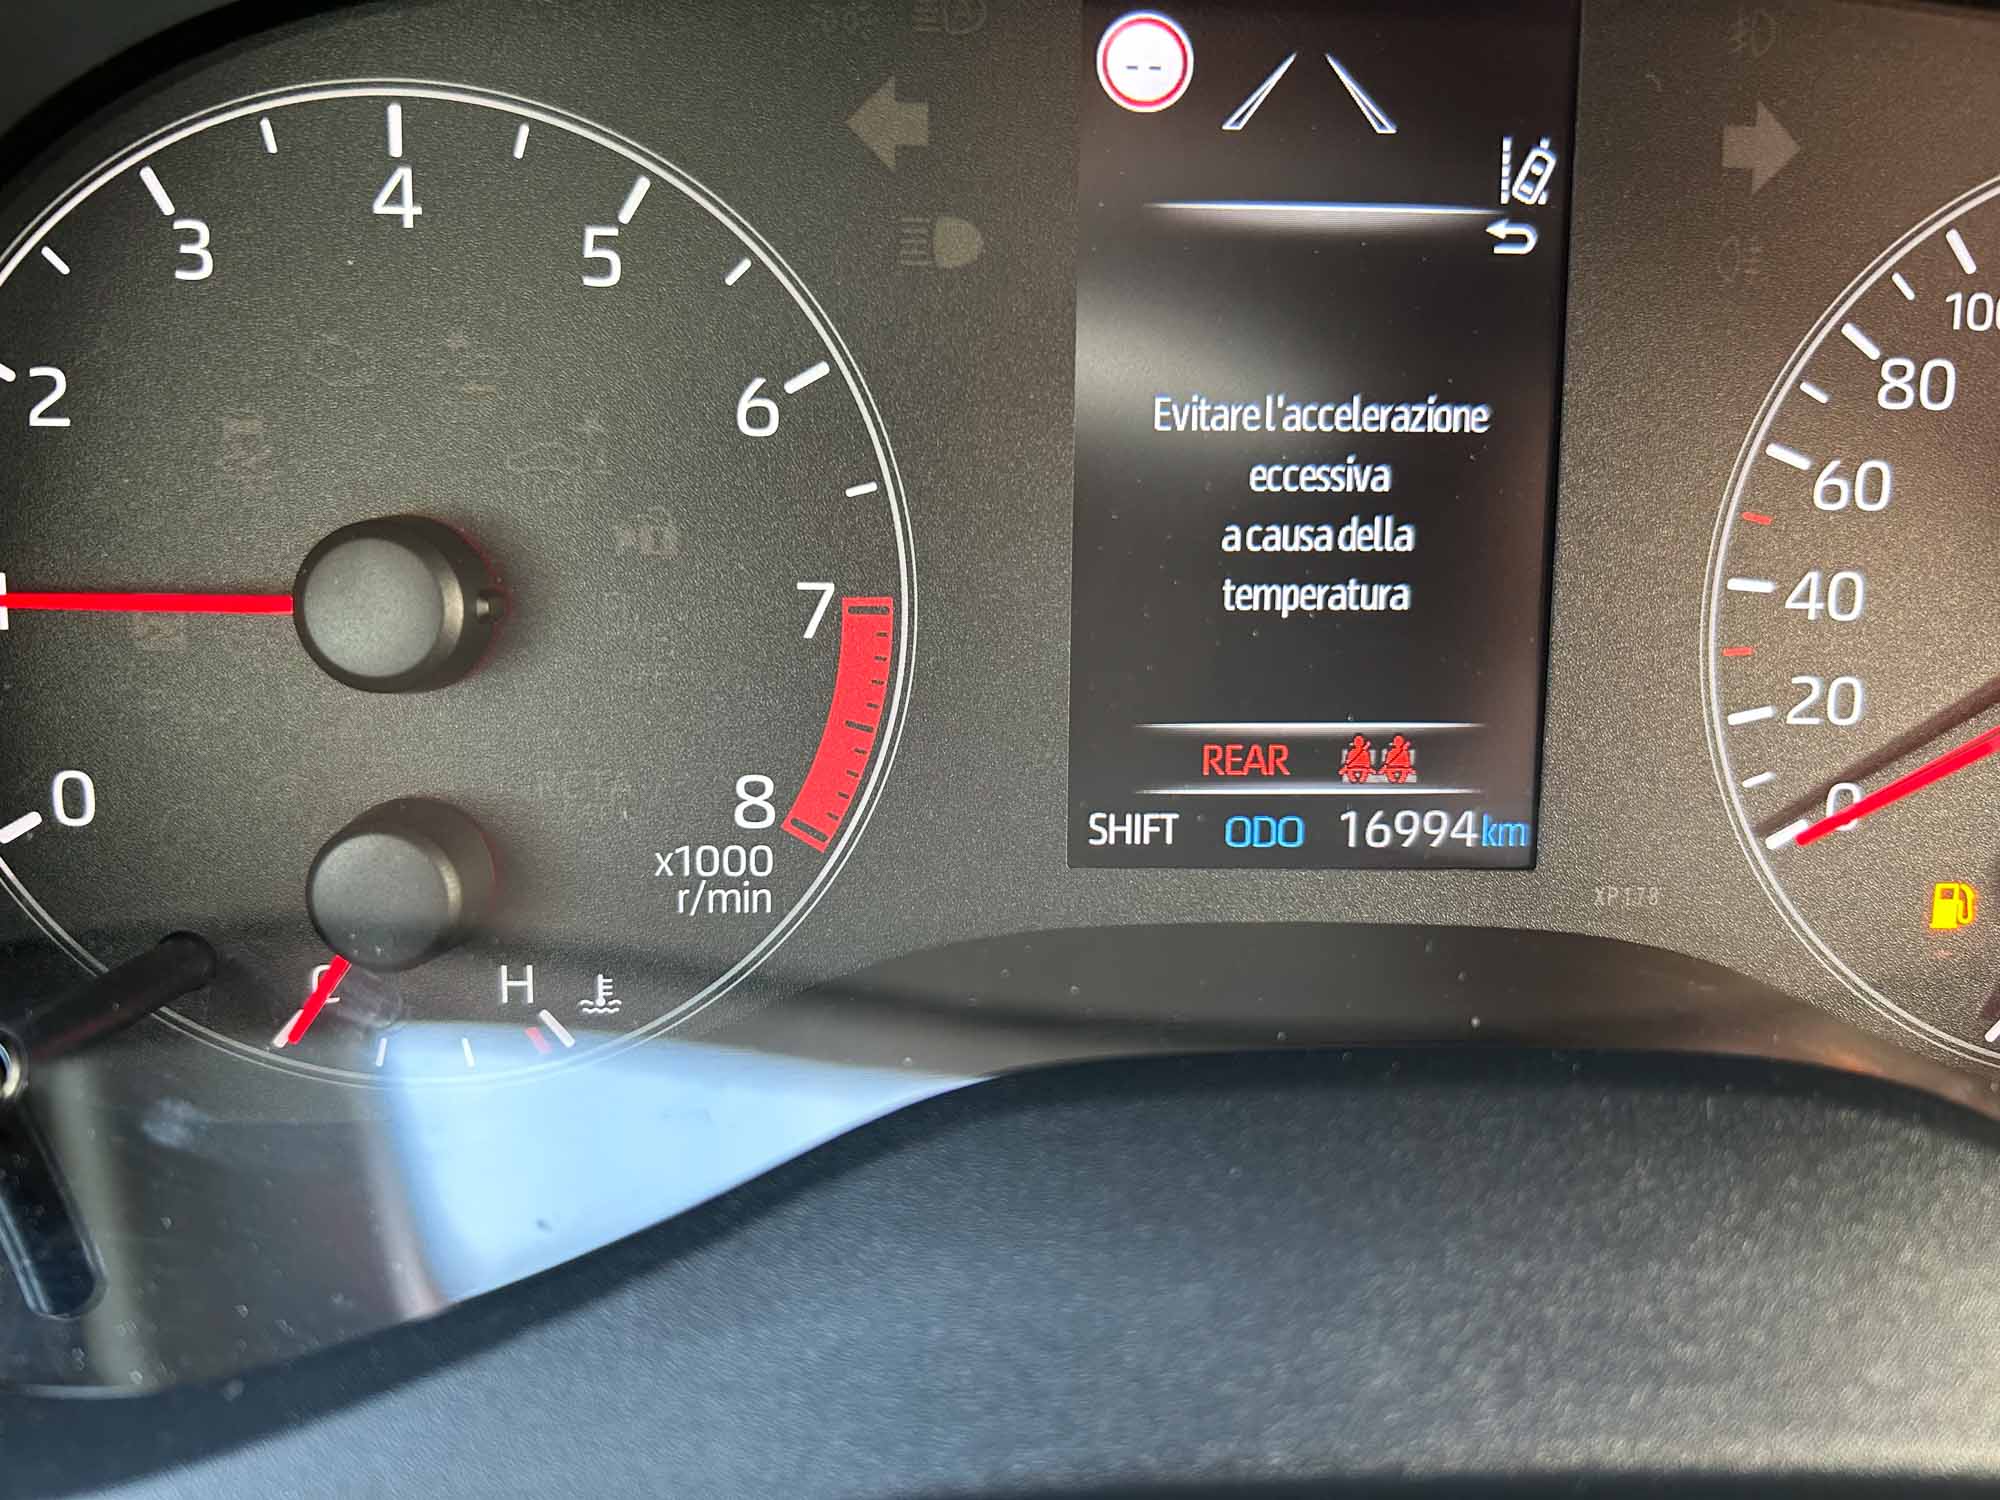 0
1
2
3
4
5
6
7
8
x1000
r/min
C
H
--
Evitare l'accelerazione
eccessiva
a causa della
temperatura
REAR
SHIFT ODO 16994 km
XP178
100
80
60
40
20
0